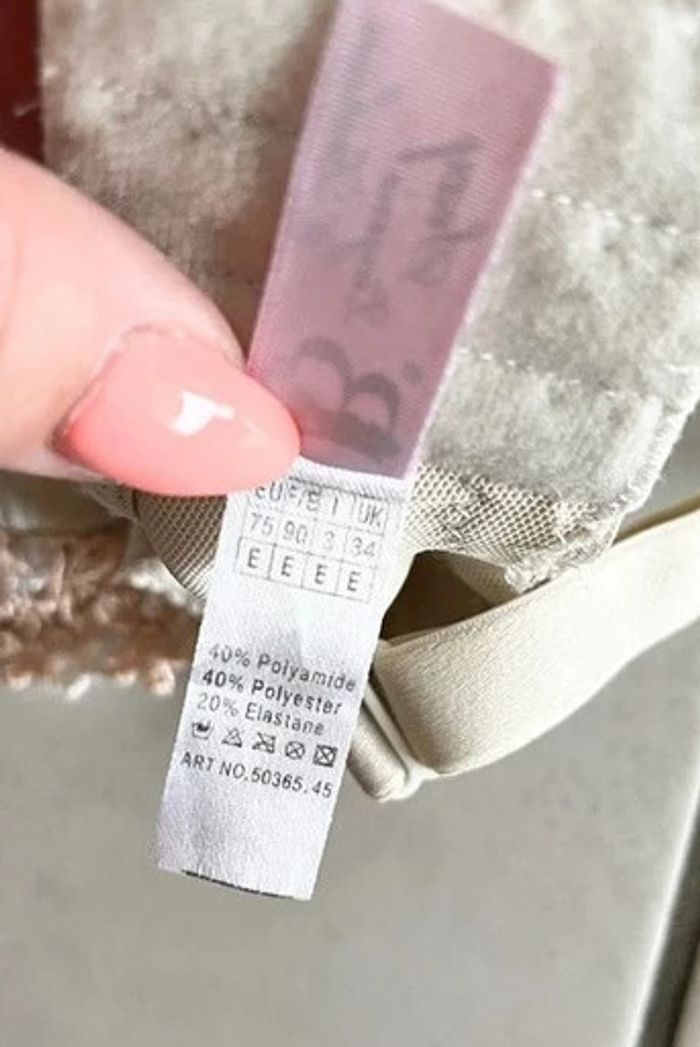 B.
EU F/B I UK
75 90 3 34
E E E E
40% Polyamide
40% Polyester
20% Elastane
ART NO.50365.45